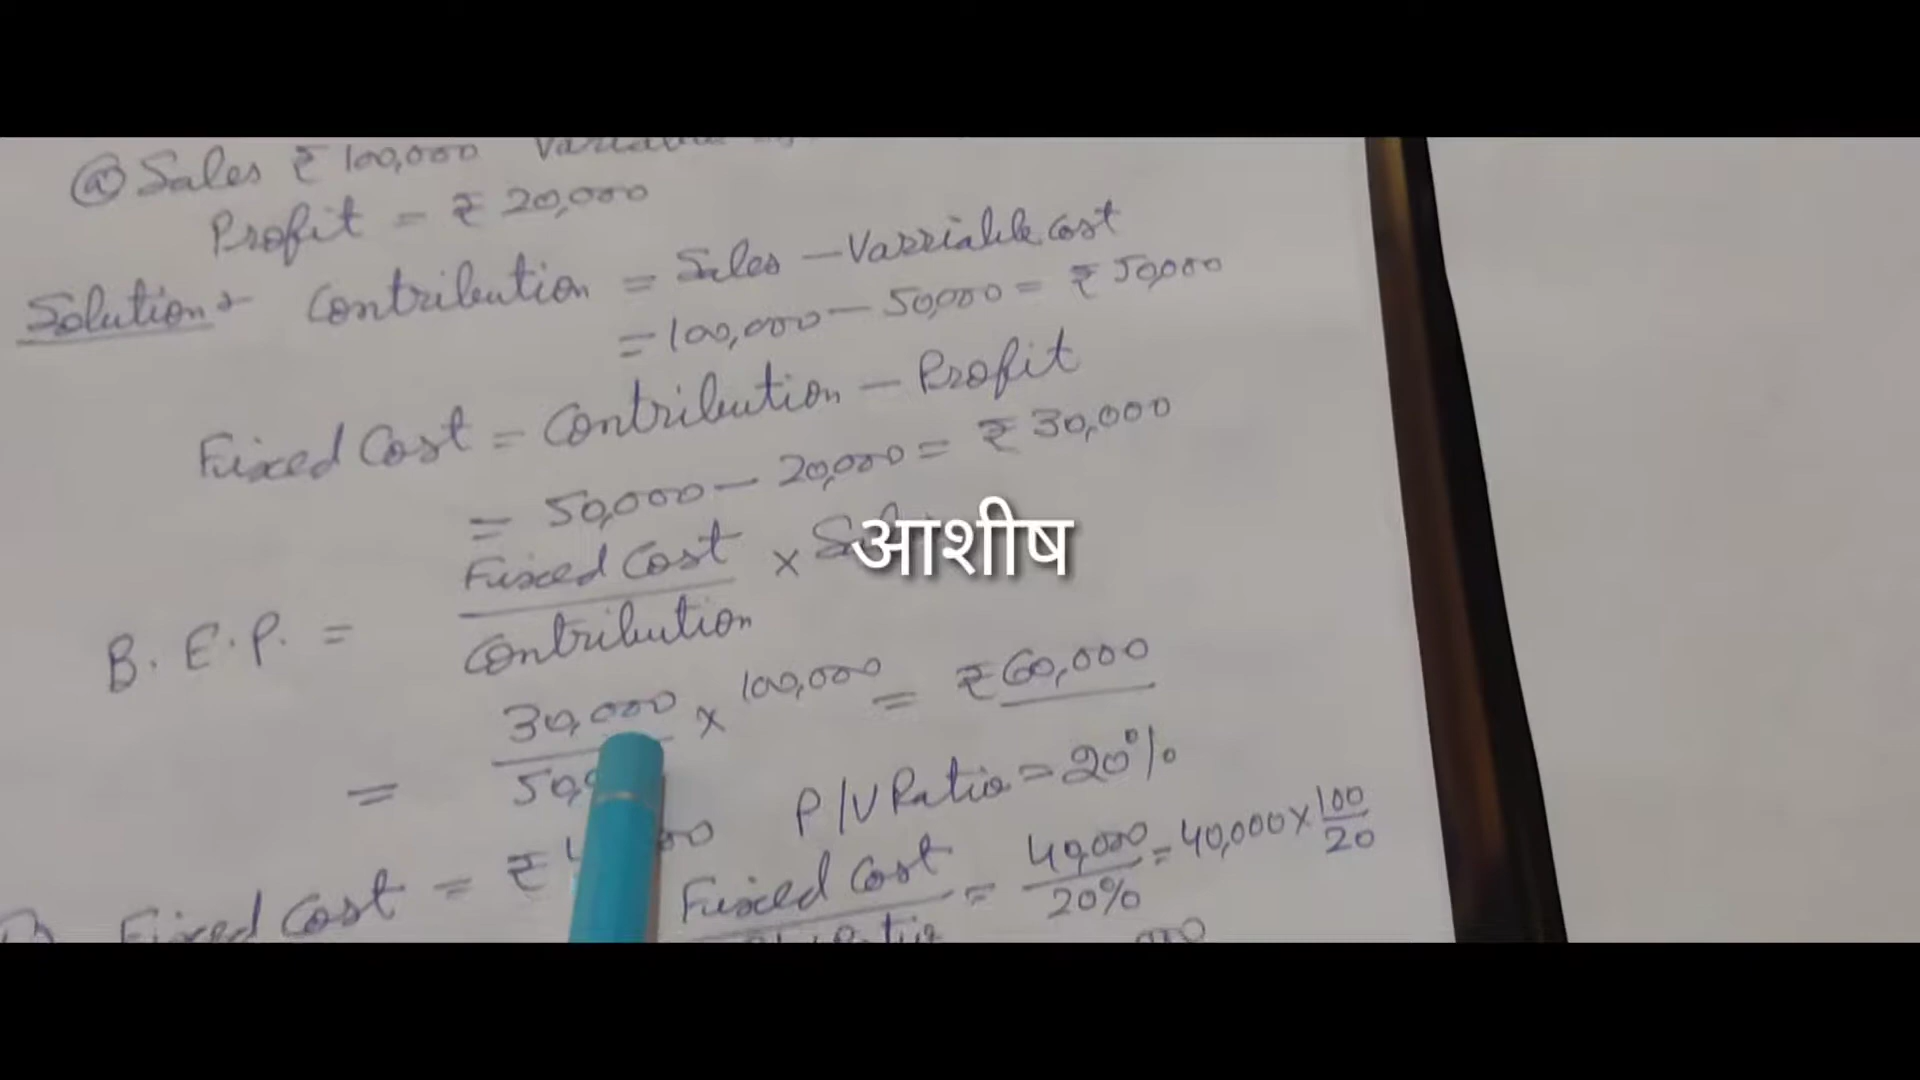 (a) Sales ₹ 100,000
Profit = ₹ 20,000
Solution:- Contribution = Sales - Varriable cost
= 100,000 - 50,000 = ₹ 50,000
Fixed Cost = Contribution - Profit
= 50,000 - 20,000 = ₹ 30,000
B.E.P. = Fixed Cost / Contribution ×
आशीष
= 30,000 / × 100,000 = ₹ 60,000
Fixed Cost = ₹ P/V Ratio = 20%
Fixed Cost = 40,000 / 20% = 40,000 × 100 / 20